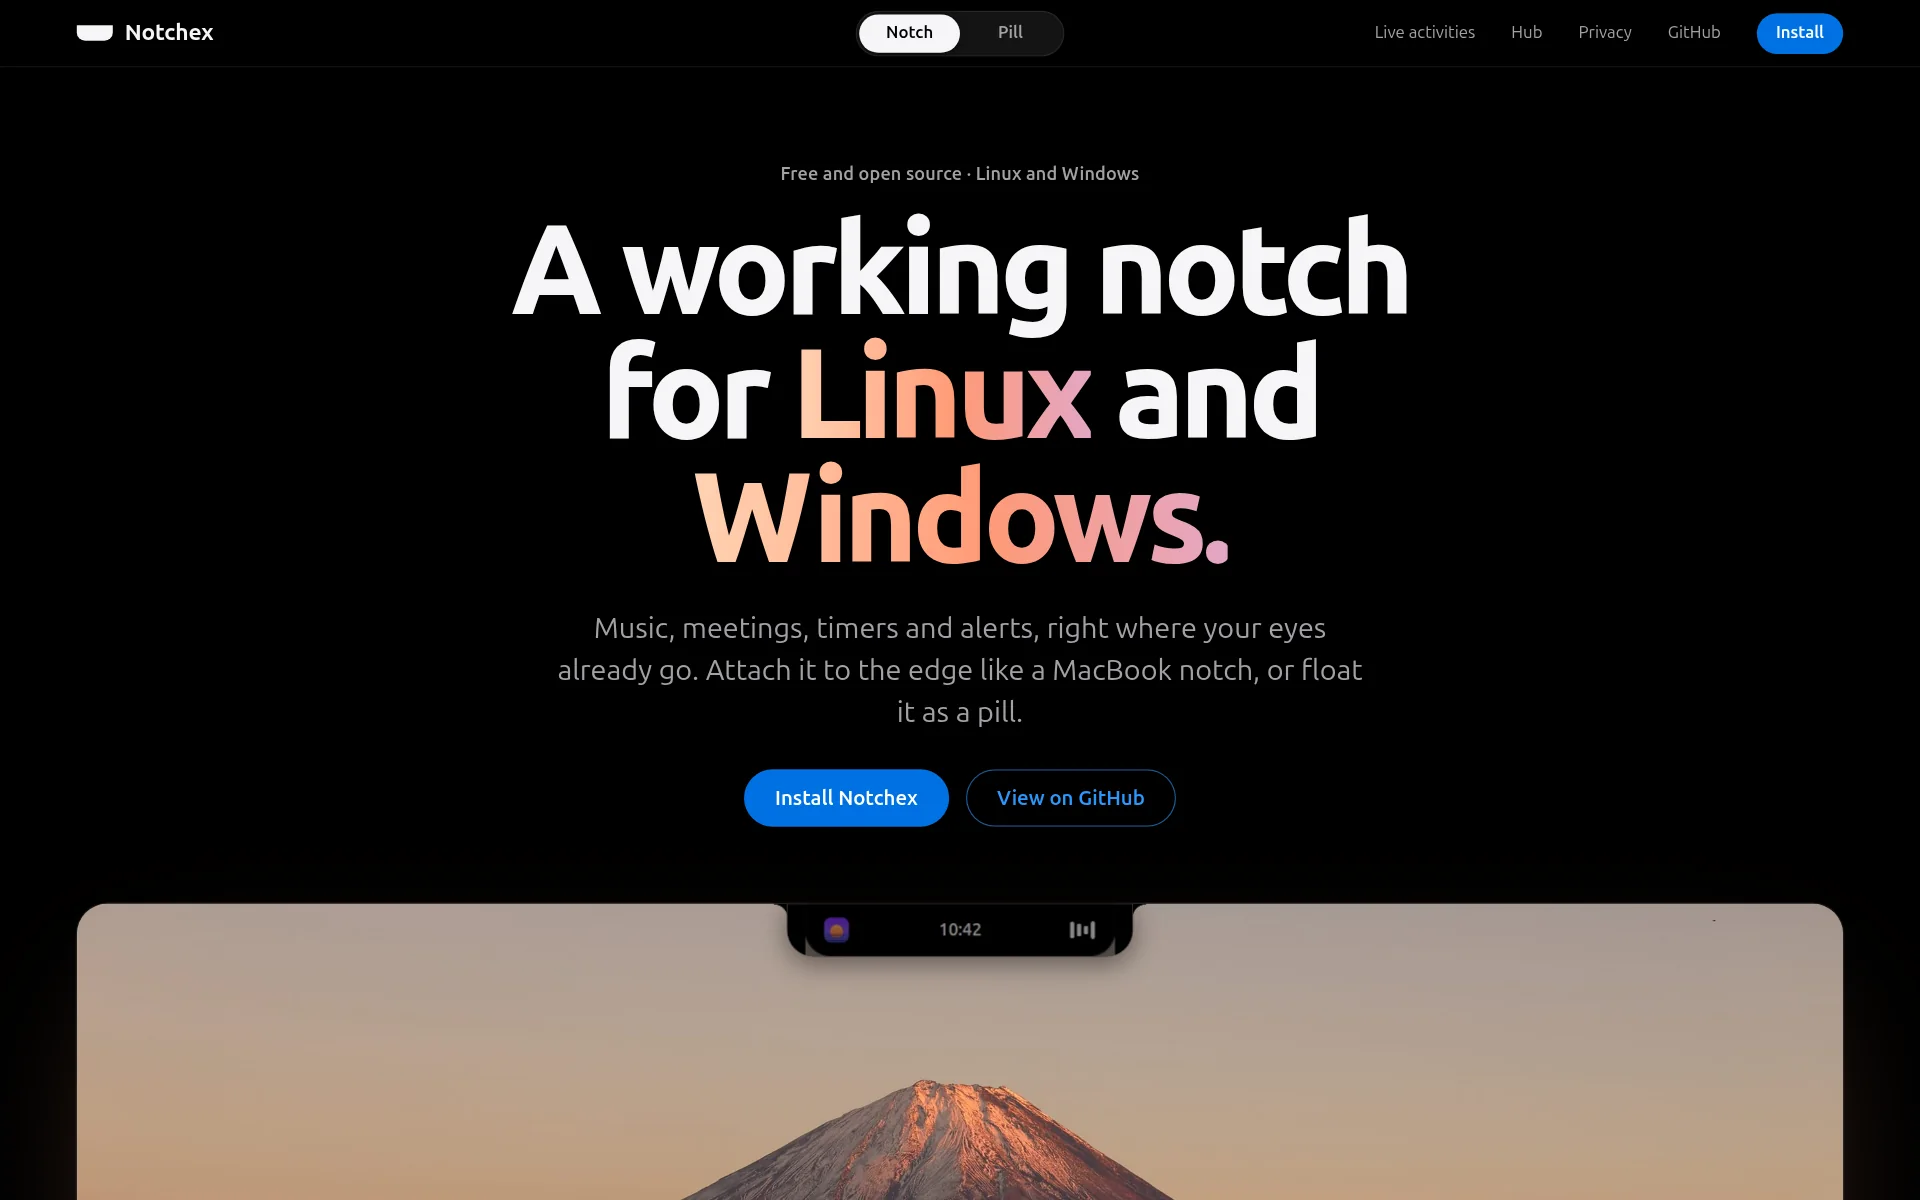 Notchex
Notch
Pill
Live activities
Hub
Privacy
GitHub
Install
Free and open source · Linux and Windows
A working notch
for Linux and
Windows.
Music, meetings, timers and alerts, right where your eyes
already go. Attach it to the edge like a MacBook notch, or float
it as a pill.
Install Notchex
View on GitHub
10:42